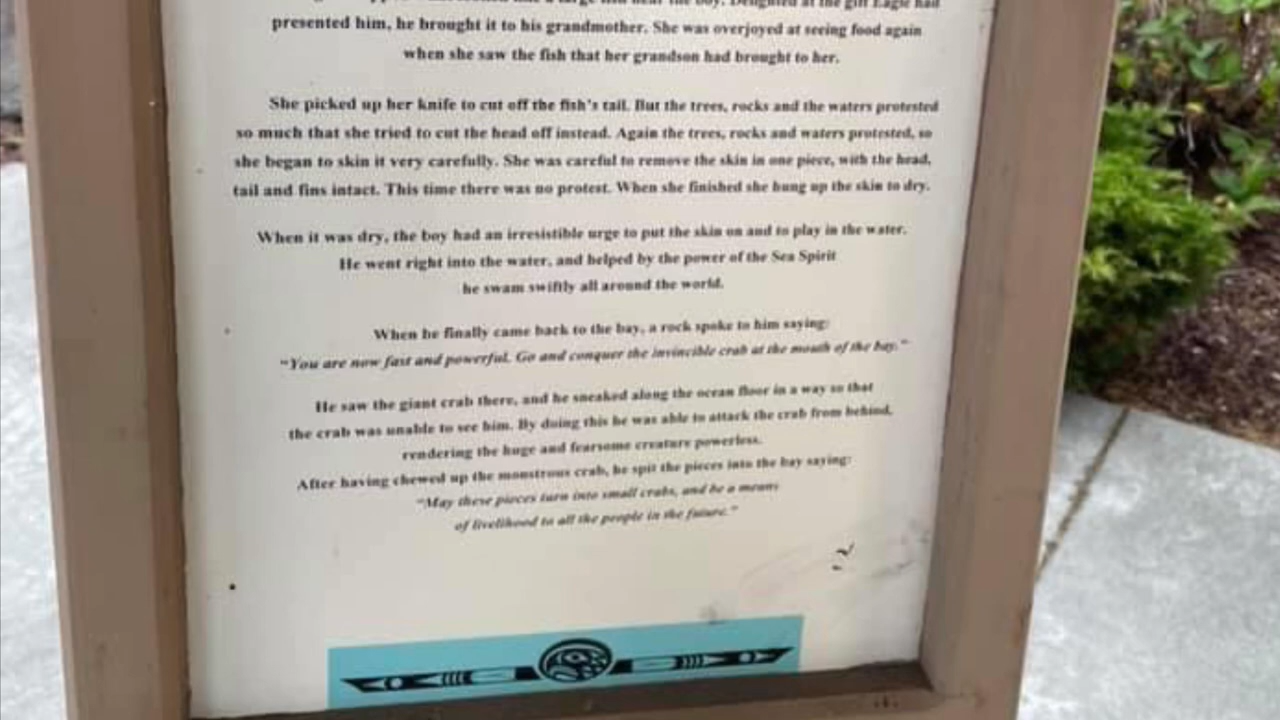 large fish near the boy. Delighted at the gift Eagle had
presented him, he brought it to his grandmother. She was overjoyed at seeing food again
when she saw the fish that her grandson had brought to her.
She picked up her knife to cut off the fish's tail. But the trees, rocks and the waters protested
so much that she tried to cut the head off instead. Again the trees, rocks and waters protested, so
she began to skin it very carefully. She was careful to remove the skin in one piece, with the head,
tail and fins intact. This time there was no protest. When she finished she hung up the skin to dry.
When it was dry, the boy had an irresistible urge to put the skin on and to play in the water.
He went right into the water, and helped by the power of the Sea Spirit
he swam swiftly all around the world.
When he finally came back to the bay, a rock spoke to him saying:
"You are now fast and powerful. Go and conquer the invincible crab at the mouth of the bay."
He saw the giant crab there, and he sneaked along the ocean floor in a way so that
the crab was unable to see him. By doing this he was able to attack the crab from behind,
rendering the huge and fearsome creature powerless.
After having chewed up the monstrous crab, he spit the pieces into the bay saying:
"May these pieces turn into small crabs, and be a means
of livelihood to all the people in the future."